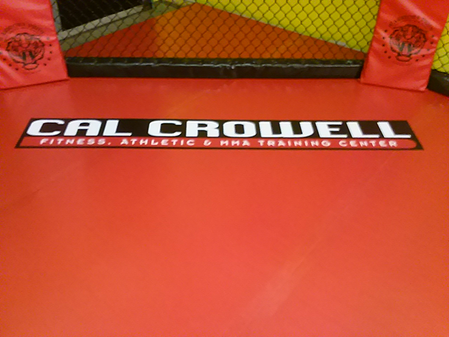 CAL CROWELL
FITNESS, ATHLETIC & MMA TRAINING CENTER